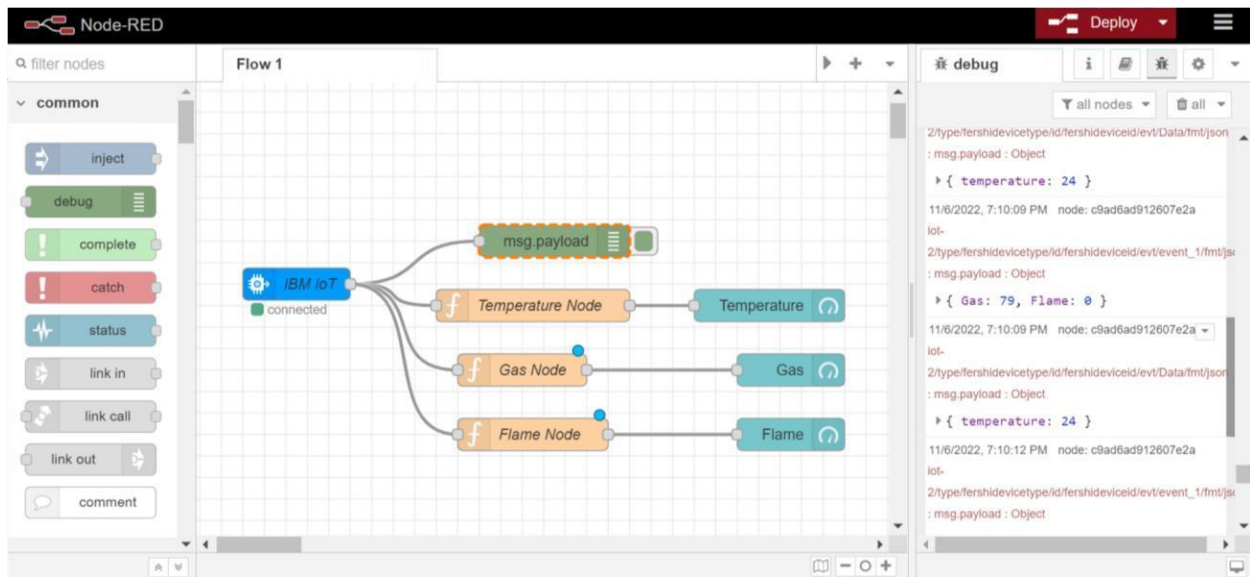 Node-RED
Deploy
filter nodes
Flow 1
debug
i
common
all nodes
all
inject
debug
complete
catch
status
link in
link call
link out
comment
IBM IoT
connected
msg.payload
f Temperature Node
Temperature
f Gas Node
Gas
f Flame Node
Flame
2/type/fershidevicetype/id/fershideviceid/evt/Data/fmt/json
: msg.payload : Object
{ temperature: 24 }
11/6/2022, 7:10:09 PM node: c9ad6ad912607e2a
iot-
2/type/fershidevicetype/id/fershideviceid/evt/event_1/fmt/js
: msg.payload : Object
{ Gas: 79, Flame: 0 }
11/6/2022, 7:10:09 PM node: c9ad6ad912607e2a
iot-
2/type/fershidevicetype/id/fershideviceid/evt/Data/fmt/json
: msg.payload : Object
{ temperature: 24 }
11/6/2022, 7:10:12 PM node: c9ad6ad912607e2a
iot-
2/type/fershidevicetype/id/fershideviceid/evt/event_1/fmt/js
: msg.payload : Object